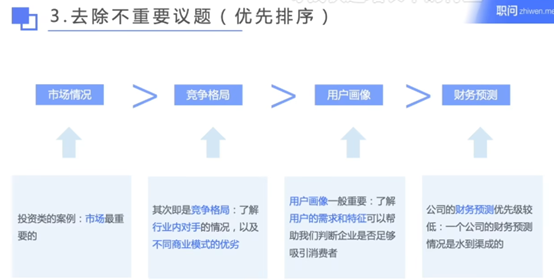 3.去除不重要议题（优先排序）
职问 zhiwen.me
市场情况 > 竞争格局 > 用户画像 > 财务预测
投资类的案例：市场最重
要的
其次即是竞争格局：了解
行业内对手的情况，以及
不同商业模式的优劣
用户画像一般重要：了解
用户的需求和特征可以帮
助我们判断企业是否足够
吸引消费者
公司的财务预测优先级较
低：一个公司的财务预测
情况是水到渠成的